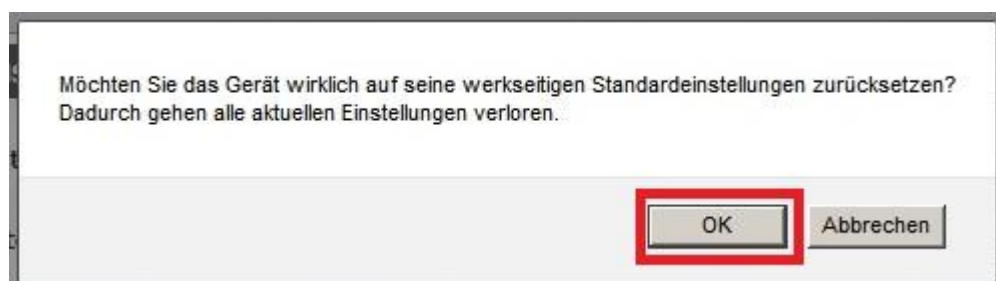 Möchten Sie das Gerät wirklich auf seine werkseitigen Standardeinstellungen zurücksetzen?
Dadurch gehen alle aktuellen Einstellungen verloren.
OK Abbrechen